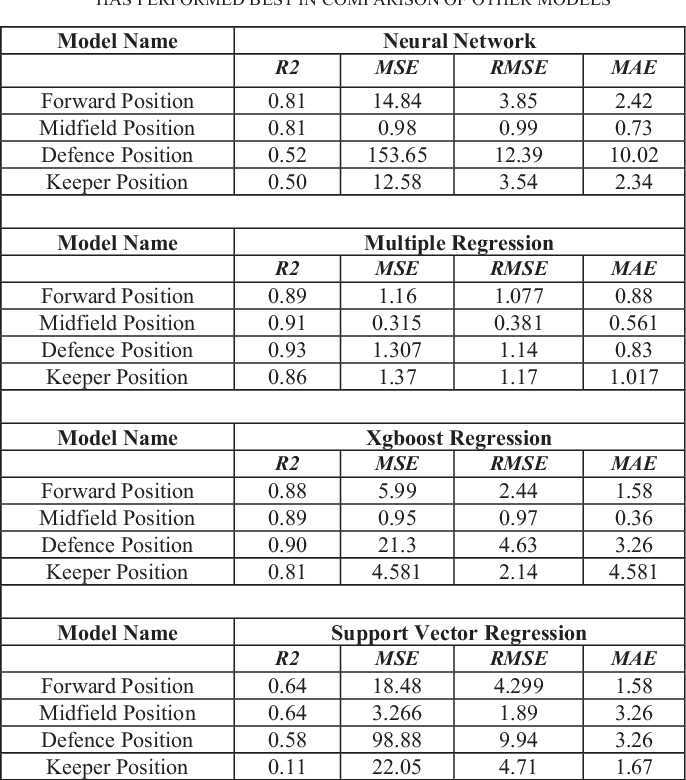 HAS PERFORMED BEST IN COMPARISON OF OTHER MODELS
Model Name Neural Network
R2 MSE RMSE MAE
Forward Position 0.81 14.84 3.85 2.42
Midfield Position 0.81 0.98 0.99 0.73
Defence Position 0.52 153.65 12.39 10.02
Keeper Position 0.50 12.58 3.54 2.34
Model Name Multiple Regression
R2 MSE RMSE MAE
Forward Position 0.89 1.16 1.077 0.88
Midfield Position 0.91 0.315 0.381 0.561
Defence Position 0.93 1.307 1.14 0.83
Keeper Position 0.86 1.37 1.17 1.017
Model Name Xgboost Regression
R2 MSE RMSE MAE
Forward Position 0.88 5.99 2.44 1.58
Midfield Position 0.89 0.95 0.97 0.36
Defence Position 0.90 21.3 4.63 3.26
Keeper Position 0.81 4.581 2.14 4.581
Model Name Support Vector Regression
R2 MSE RMSE MAE
Forward Position 0.64 18.48 4.299 1.58
Midfield Position 0.64 3.266 1.89 3.26
Defence Position 0.58 98.88 9.94 3.26
Keeper Position 0.11 22.05 4.71 1.67